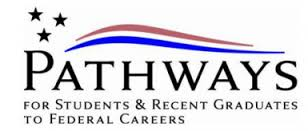 PATHWAYS
FOR STUDENTS & RECENT GRADUATES
TO FEDERAL CAREERS